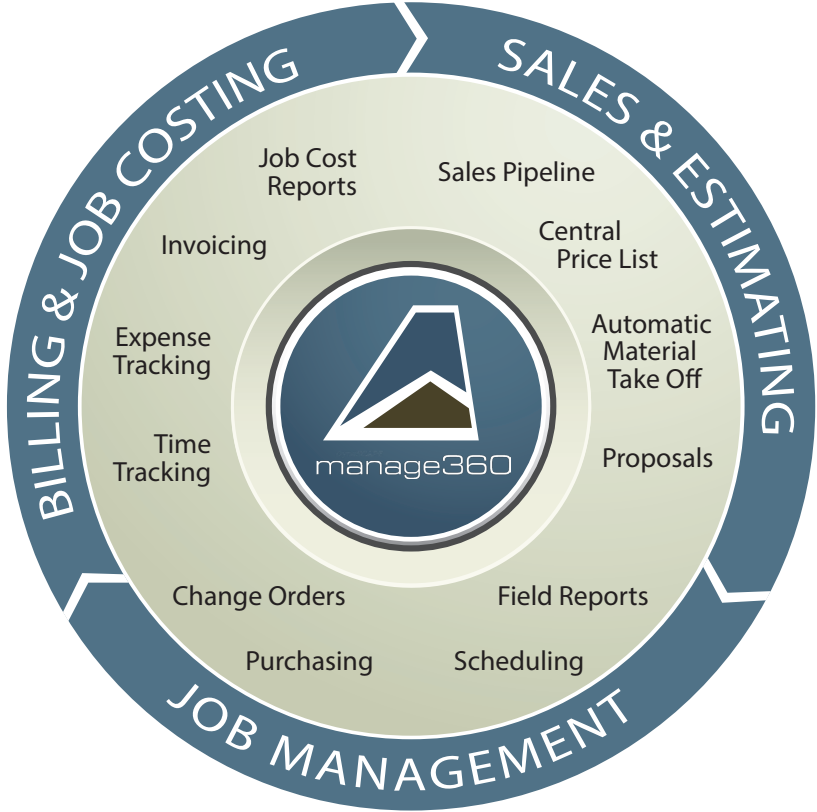 SALES & ESTIMATING
Sales Pipeline
Central
Price List
Automatic
Material
Take Off
Proposals
JOB MANAGEMENT
Field Reports
Scheduling
Purchasing
Change Orders
BILLING & JOB COSTING
Time
Tracking
Expense
Tracking
Invoicing
Job Cost
Reports
manage360